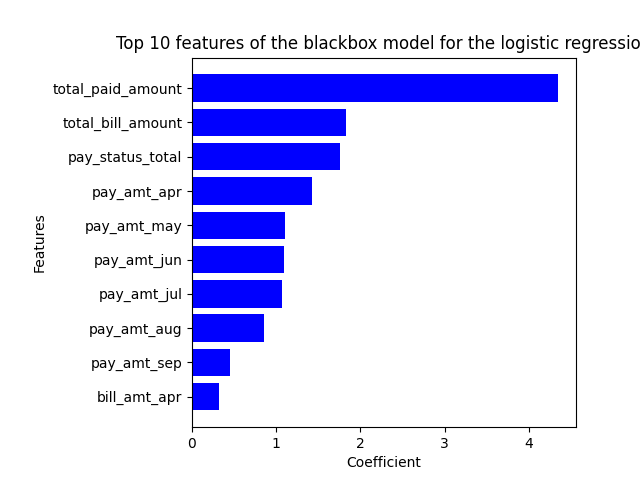 Top 10 features of the blackbox model for the logistic regressio
total_paid_amount
total_bill_amount
pay_status_total
pay_amt_apr
pay_amt_may
pay_amt_jun
pay_amt_jul
pay_amt_aug
pay_amt_sep
bill_amt_apr
Features
0 1 2 3 4
Coefficient